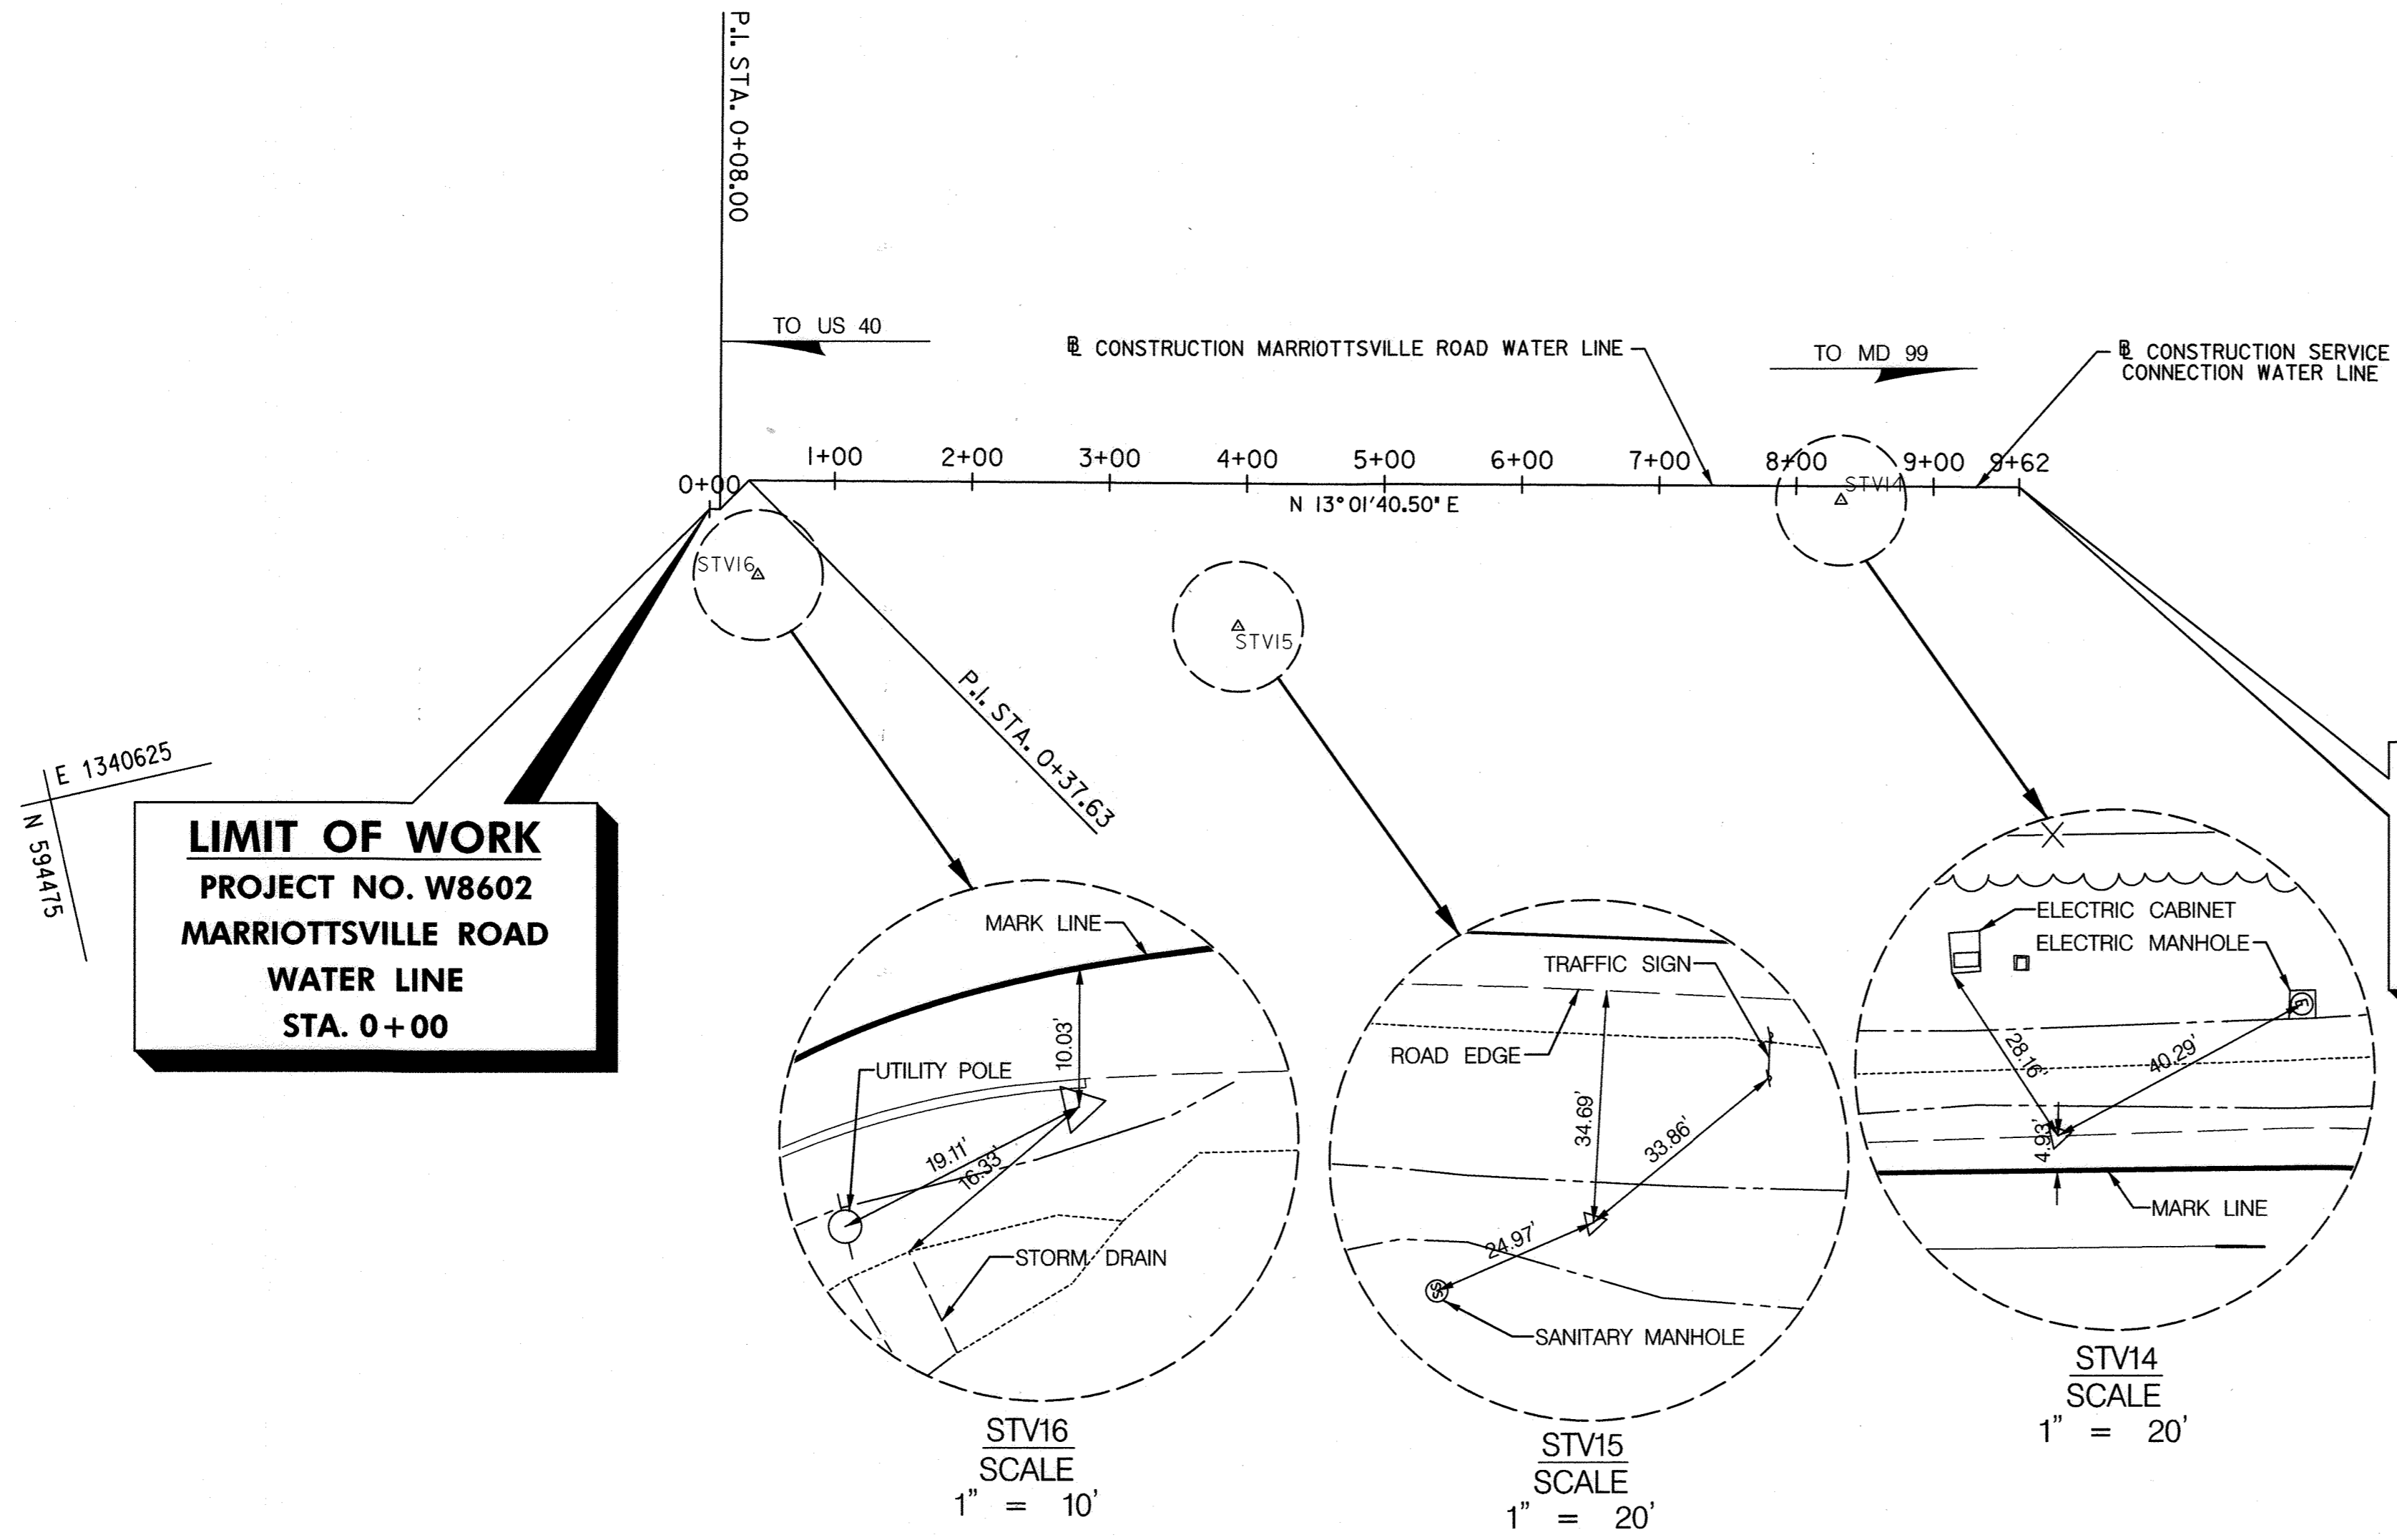 P.I. STA. 0+08.00
TO US 40
℄ CONSTRUCTION MARRIOTTSVILLE ROAD WATER LINE
TO MD 99
℄ CONSTRUCTION SERVICE
CONNECTION WATER LINE
0+00
1+00
2+00
3+00
4+00
5+00
6+00
7+00
8+00
9+00
9+62
N 13°01'40.50" E
STV14
STV16
STV15
P.I. STA. 0+37.63
E 1340625
N 594475
LIMIT OF WORK
PROJECT NO. W8602
MARRIOTTSVILLE ROAD
WATER LINE
STA. 0+00
MARK LINE
10.03'
UTILITY POLE
19.11'
16.33'
STORM DRAIN
STV16
SCALE
1" = 10'
TRAFFIC SIGN
ROAD EDGE
34.69'
33.86'
24.97'
SS
SANITARY MANHOLE
STV15
SCALE
1" = 20'
ELECTRIC CABINET
ELECTRIC MANHOLE
E
28.16'
40.29'
4.93'
MARK LINE
STV14
SCALE
1" = 20'